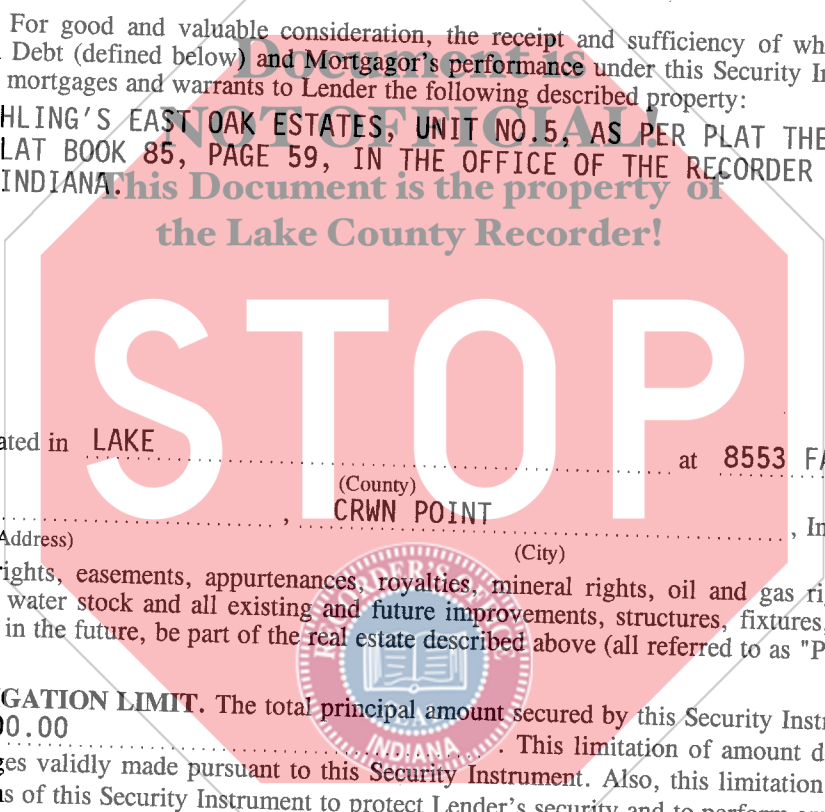 For good and valuable consideration, the receipt and sufficiency of wh
Debt (defined below) and Mortgagor's performance under this Security In
mortgages and warrants to Lender the following described property:
Document is
NOT OFFICIAL!
This Document is the property of
the Lake County Recorder!
HLING'S EAST OAK ESTATES, UNIT NO.5, AS PER PLAT THE
LAT BOOK 85, PAGE 59, IN THE OFFICE OF THE RECORDER
INDIANA.
STOP
ated in LAKE at 8553 FA
(County)
, CRWN POINT , In
Address) (City)
ights, easements, appurtenances, royalties, mineral rights, oil and gas ri
water stock and all existing and future improvements, structures, fixtures,
in the future, be part of the real estate described above (all referred to as "P
RECORDER'S OFFICE
SEAL
INDIANA
GATION LIMIT. The total principal amount secured by this Security Instr
00.00 . This limitation of amount d
ges validly made pursuant to this Security Instrument. Also, this limitation
ns of this Security Instrument to protect Lender's security and to perform